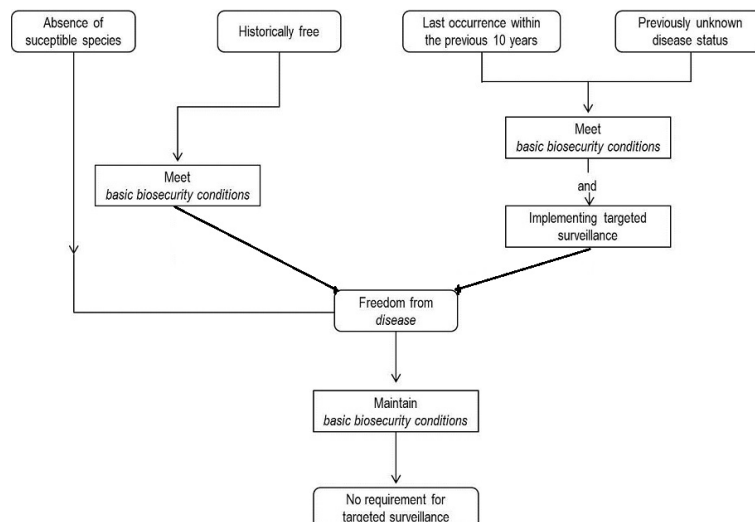 Absence of
suceptible species
Historically free
Last occurrence within
the previous 10 years
Previously unknown
disease status
Meet
basic biosecurity conditions
Meet
basic biosecurity conditions
and
Implementing targeted
surveillance
Freedom from
disease
Maintain
basic biosecurity conditions
No requirement for
targeted surveillance